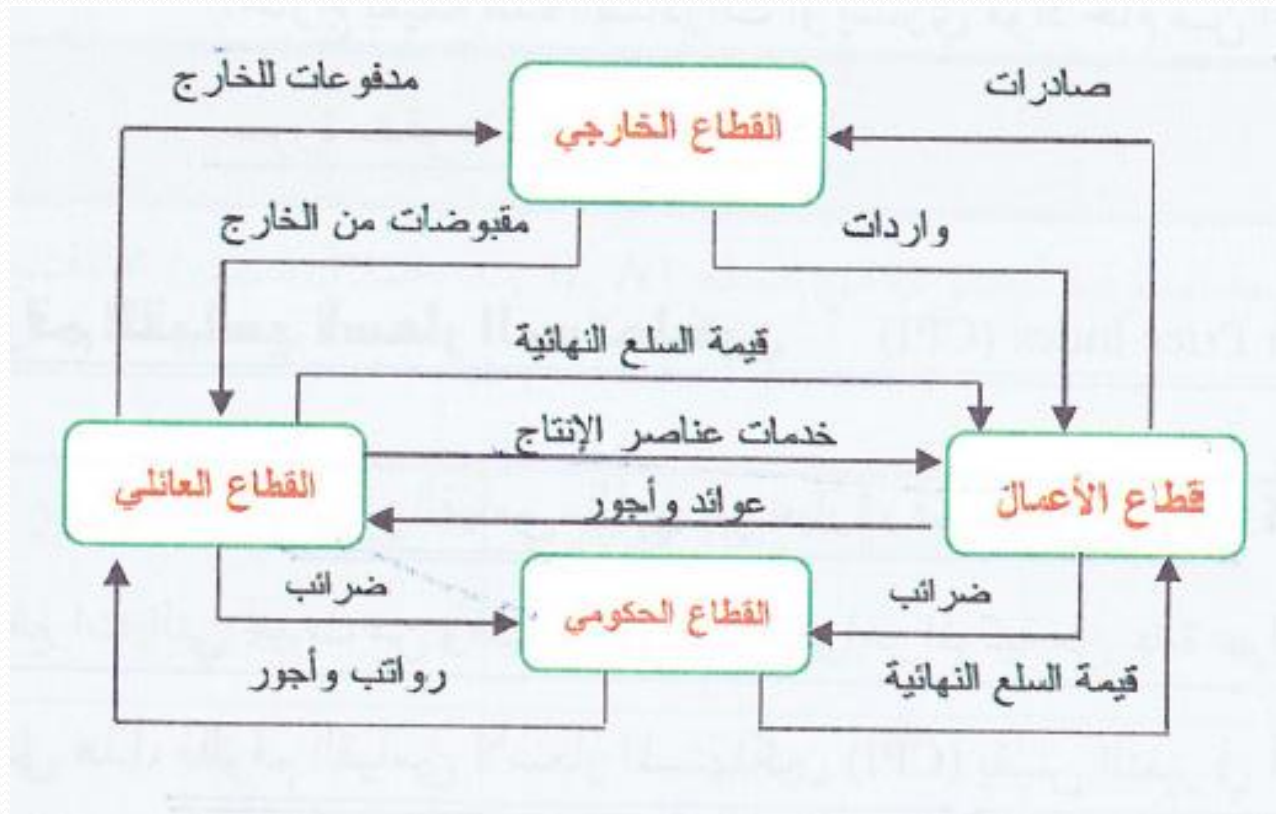 صادرات
مدفوعات للخارج
القطاع الخارجي
واردات
مقبوضات من الخارج
قيمة السلع النهائية
خدمات عناصر الإنتاج
قطاع الأعمال
القطاع العائلي
عوائد وأجور
ضرائب
القطاع الحكومي
ضرائب
قيمة السلع النهائية
رواتب وأجور